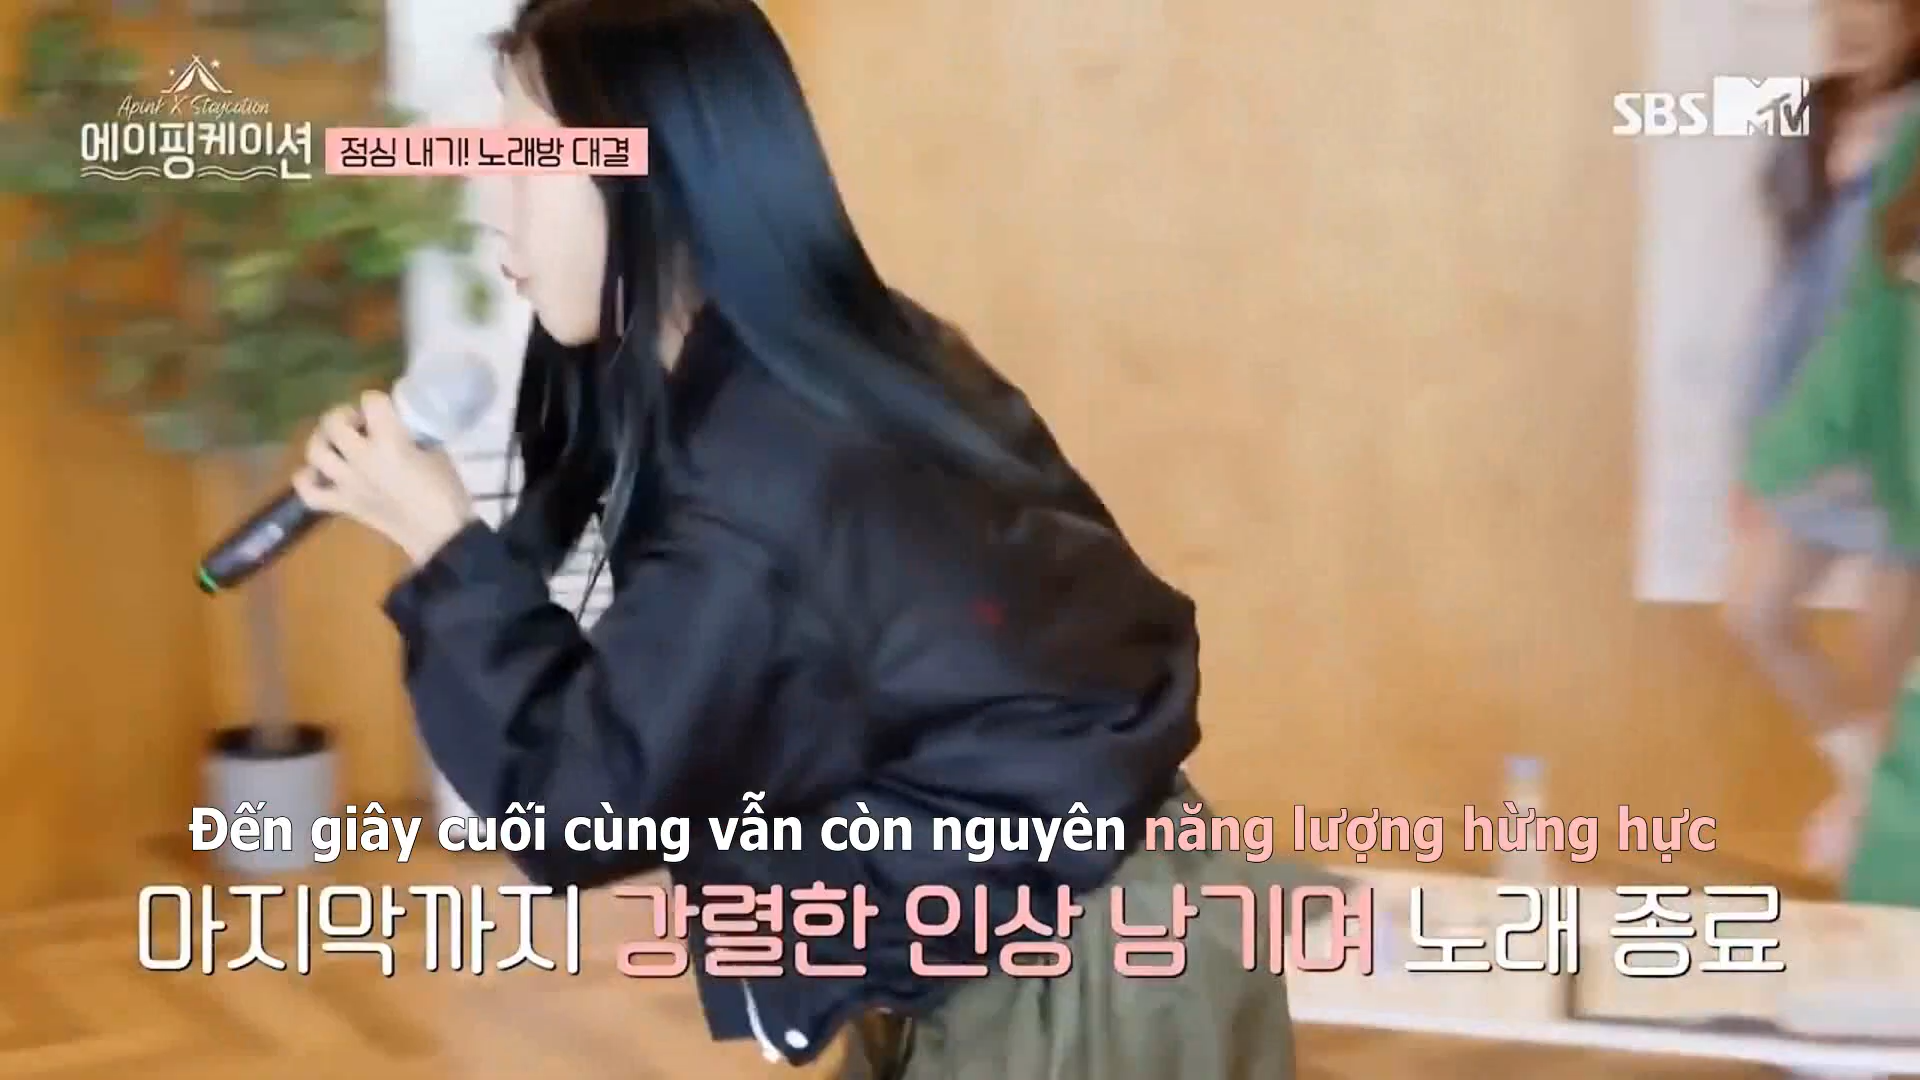 Apink X Staycation
에이핑케이션
점심 내기! 노래방 대결
SBS MTV
Đến giây cuối cùng vẫn còn nguyên năng lượng hừng hực
마지막까지 강렬한 인상 남기며 노래 종료